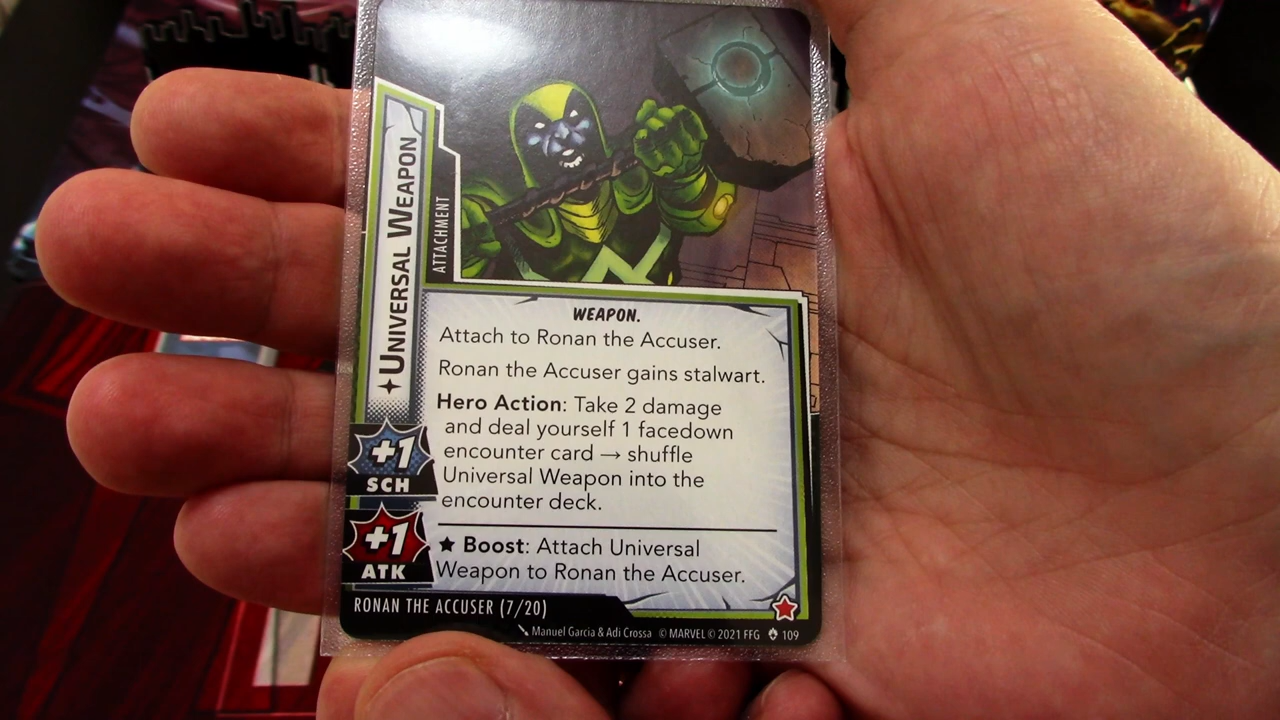 UNIVERSAL WEAPON
ATTACHMENT
WEAPON.
Attach to Ronan the Accuser.
Ronan the Accuser gains stalwart.
Hero Action: Take 2 damage
and deal yourself 1 facedown
encounter card → shuffle
Universal Weapon into the
encounter deck.
+1
SCH
+1
ATK
★ Boost: Attach Universal
Weapon to Ronan the Accuser.
RONAN THE ACCUSER (7/20)
Manuel Garcia & Adi Crossa © MARVEL © 2021 FFG 109